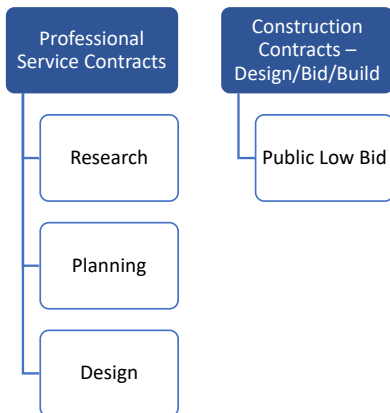 Professional
Service Contracts
Research
Planning
Design
Construction
Contracts –
Design/Bid/Build
Public Low Bid